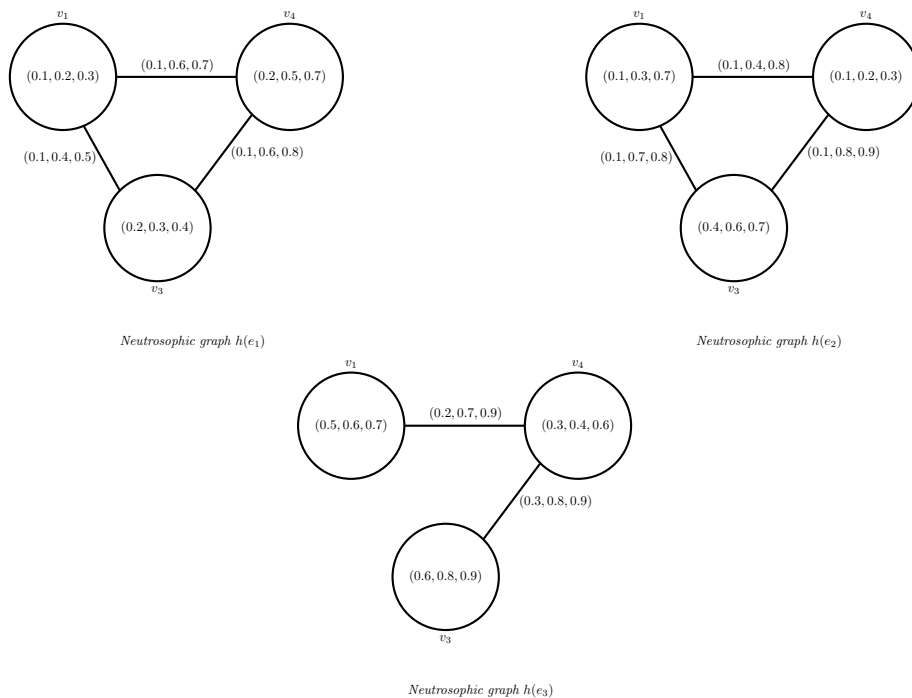 v₁ v₄
(0.1, 0.2, 0.3) (0.1, 0.6, 0.7) (0.2, 0.5, 0.7)
(0.1, 0.4, 0.5) (0.1, 0.6, 0.8)
(0.2, 0.3, 0.4)
v₃
Neutrosophic graph h(e₁)
v₁ v₄
(0.1, 0.3, 0.7) (0.1, 0.4, 0.8) (0.1, 0.2, 0.3)
(0.1, 0.7, 0.8) (0.1, 0.8, 0.9)
(0.4, 0.6, 0.7)
v₃
Neutrosophic graph h(e₂)
v₁ v₄
(0.5, 0.6, 0.7) (0.2, 0.7, 0.9) (0.3, 0.4, 0.6)
(0.3, 0.8, 0.9)
(0.6, 0.8, 0.9)
v₃
Neutrosophic graph h(e₃)